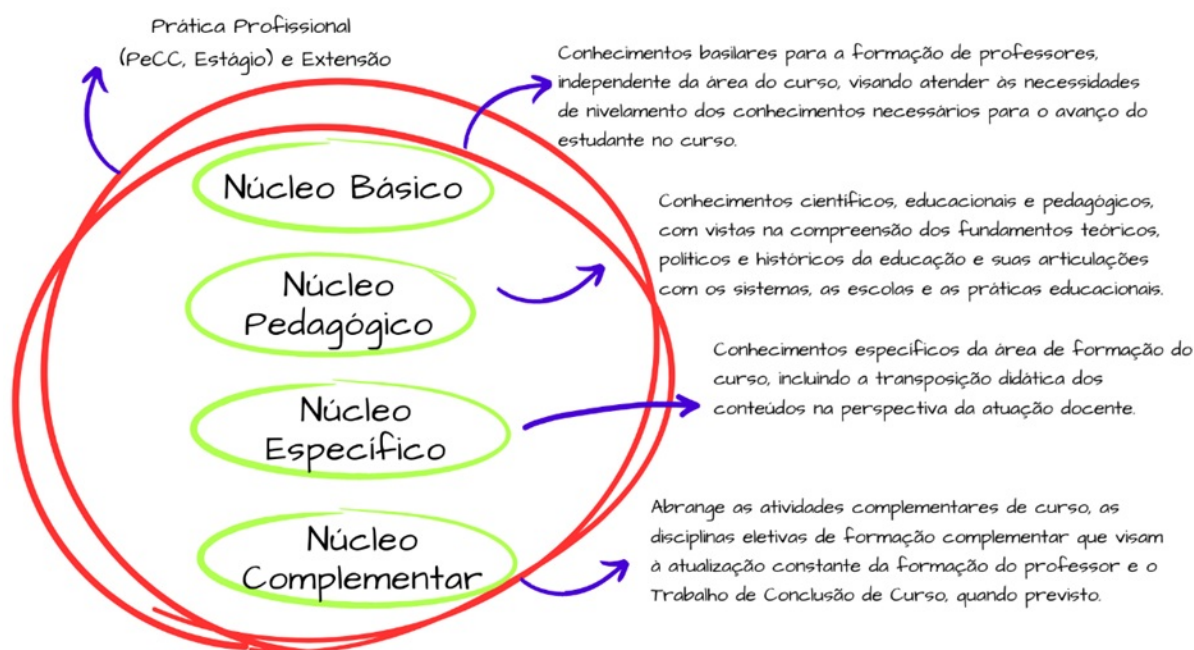 Prática Profissional
(PeCC, Estágio) e Extensão
Conhecimentos basilares para a formação de professores,
independente da área do curso, visando atender às necessidades
de nivelamento dos conhecimentos necessários para o avanço do
estudante no curso.
Núcleo Básico
Conhecimentos científicos, educacionais e pedagógicos,
com vistas na compreensão dos fundamentos teóricos,
políticos e históricos da educação e suas articulações
com os sistemas, as escolas e as práticas educacionais.
Núcleo
Pedagógico
Conhecimentos específicos da área de formação do
curso, incluindo a transposição didática dos
conteúdos na perspectiva da atuação docente.
Núcleo
Específico
Abrange as atividades complementares de curso, as
disciplinas eletivas de formação complementar que visam
à atualização constante da formação do professor e o
Trabalho de Conclusão de Curso, quando previsto.
Núcleo
Complementar